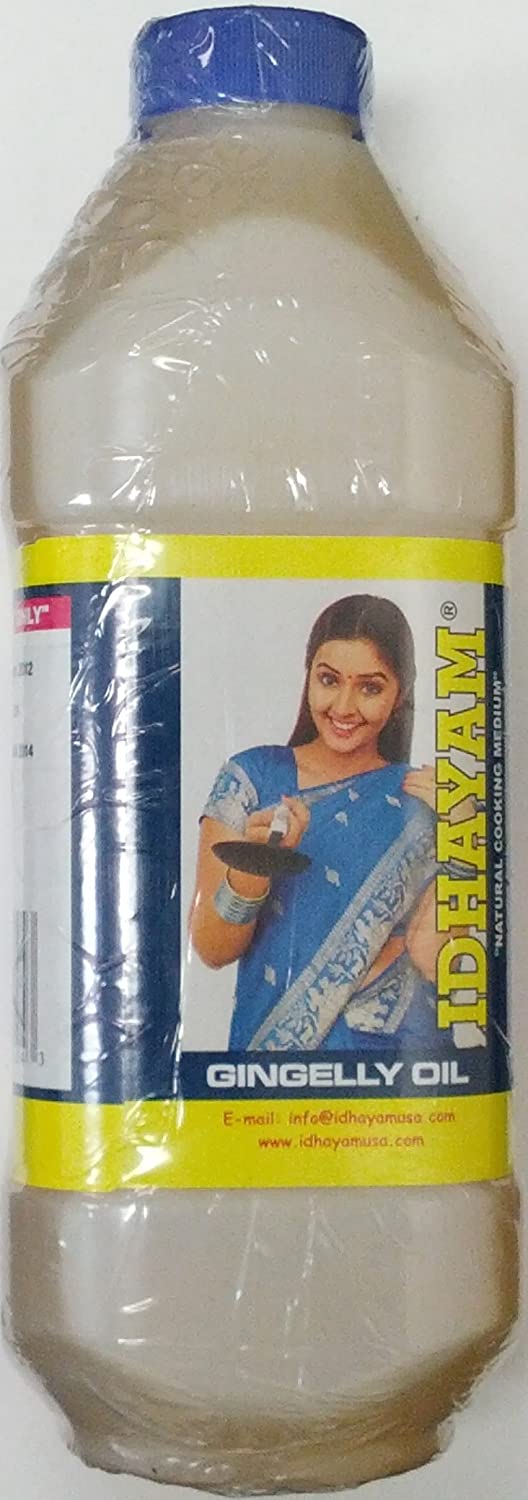 IDHAYAM®
"NATURAL COOKING MEDIUM"
GINGELLY OIL
E-mail: info@idhayamusa.com
www.idhayamusa.com